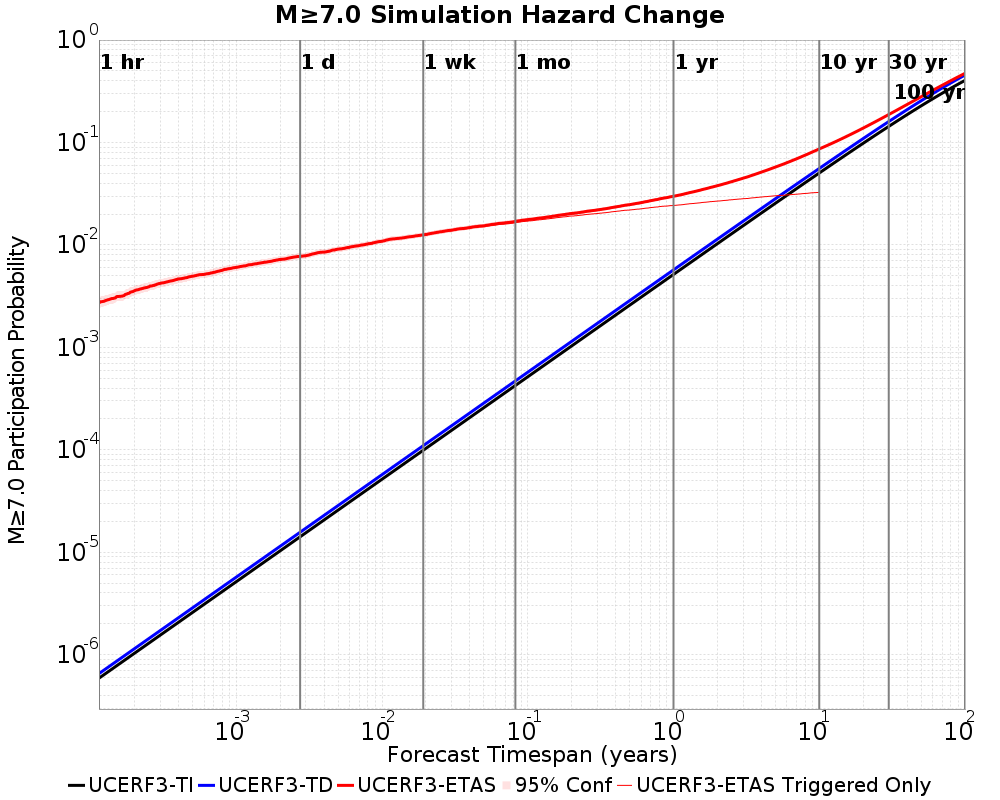 M≥7.0 Simulation Hazard Change
M≥7.0 Participation Probability
10^0
10^-1
10^-2
10^-3
10^-4
10^-5
10^-6
1 hr
1 d
1 wk
1 mo
1 yr
10 yr
30 yr
100 yr
10^-3
10^-2
10^-1
10^0
10^1
10^2
Forecast Timespan (years)
UCERF3-TI
UCERF3-TD
UCERF3-ETAS
95% Conf
UCERF3-ETAS Triggered Only